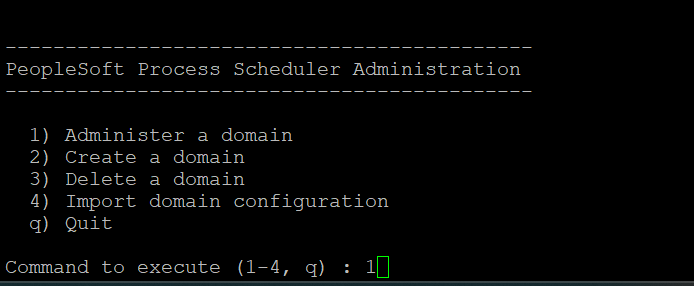 --------------------------------------------
PeopleSoft Process Scheduler Administration
--------------------------------------------
1) Administer a domain
2) Create a domain
3) Delete a domain
4) Import domain configuration
q) Quit
Command to execute (1-4, q) : 1